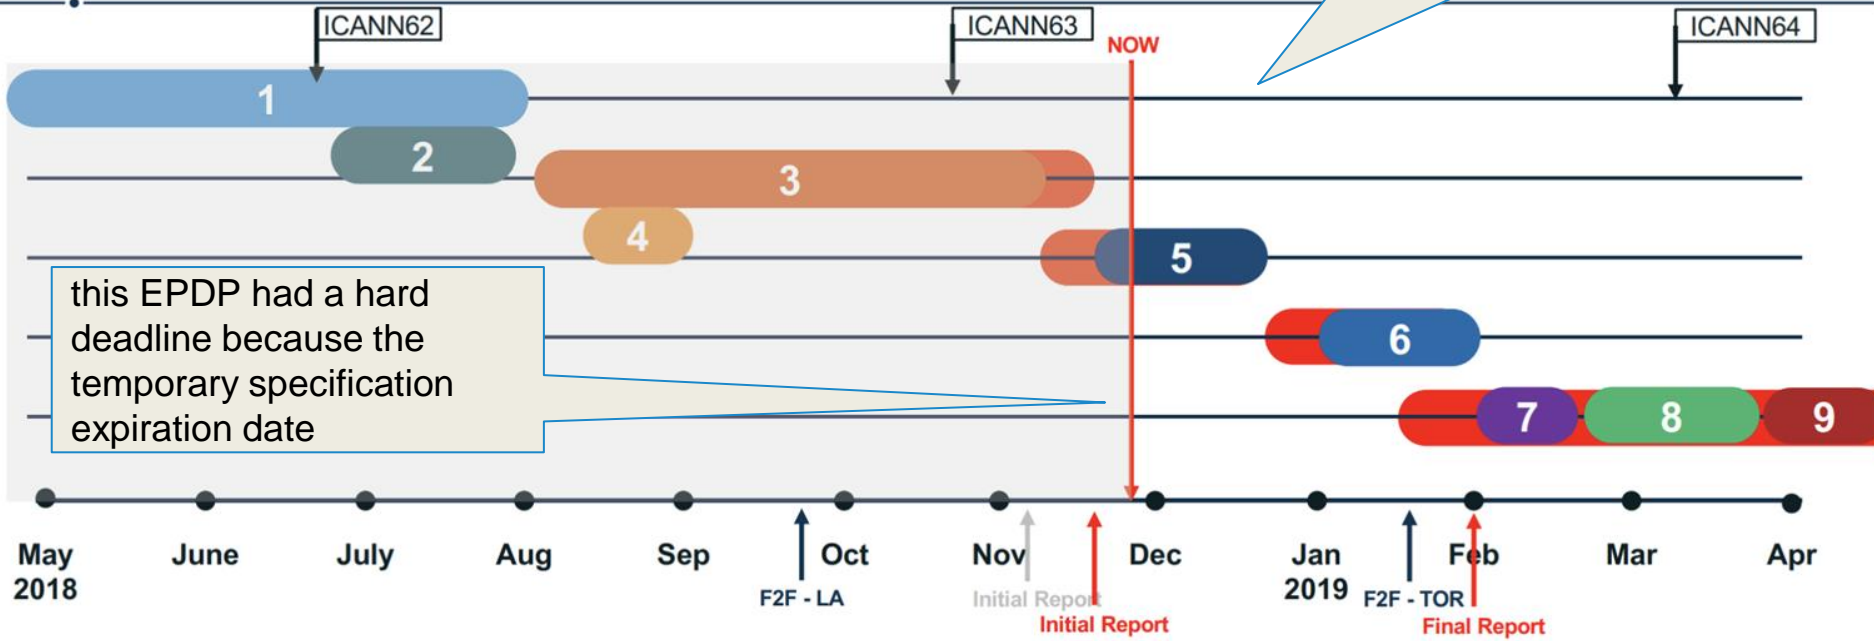 ICANN62
ICANN63
NOW
ICANN64
1
2
3
4
5
this EPDP had a hard
deadline because the
temporary specification
expiration date
6
7
8
9
May
2018
June
July
Aug
Sep
Oct
Nov
Dec
Jan
2019
Feb
Mar
Apr
F2F - LA
Initial Report
Initial Report
F2F - TOR
Final Report